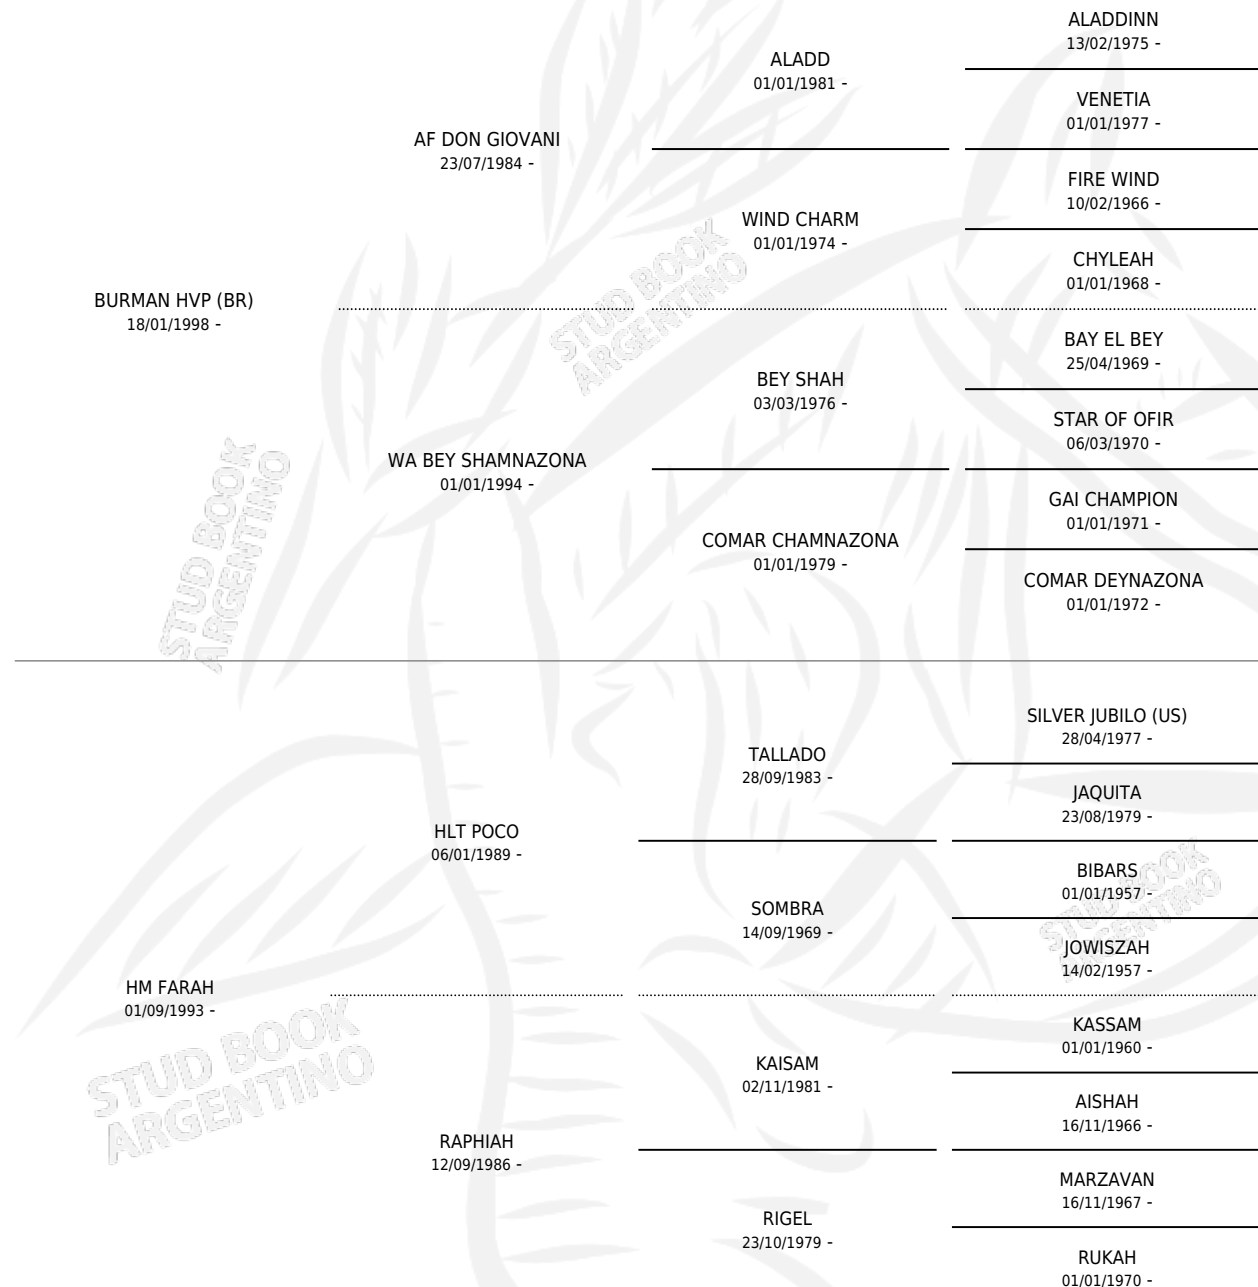 ALADDINN
13/02/1975 -
ALADD
01/01/1981 -
VENETIA
01/01/1977 -
AF DON GIOVANI
23/07/1984 -
FIRE WIND
10/02/1966 -
WIND CHARM
01/01/1974 -
CHYLEAH
01/01/1968 -
BURMAN HVP (BR)
18/01/1998 -
STUD BOOK
ARGENTINO
BAY EL BEY
25/04/1969 -
BEY SHAH
03/03/1976 -
STAR OF OFIR
06/03/1970 -
WA BEY SHAMNAZONA
01/01/1994 -
GAI CHAMPION
01/01/1971 -
COMAR CHAMNAZONA
01/01/1979 -
COMAR DEYNAZONA
01/01/1972 -
STUD BOOK
ARGENTINO
SILVER JUBILO (US)
28/04/1977 -
TALLADO
28/09/1983 -
JAQUITA
23/08/1979 -
HLT POCO
06/01/1989 -
BIBARS
01/01/1957 -
SOMBRA
14/09/1969 -
STUD BOOK
ARGENTINO
JOWISZAH
14/02/1957 -
HM FARAH
01/09/1993 -
KASSAM
01/01/1960 -
KAISAM
02/11/1981 -
AISHAH
16/11/1966 -
STUD BOOK
ARGENTINO
RAPHIAH
12/09/1986 -
MARZAVAN
16/11/1967 -
RIGEL
23/10/1979 -
RUKAH
01/01/1970 -